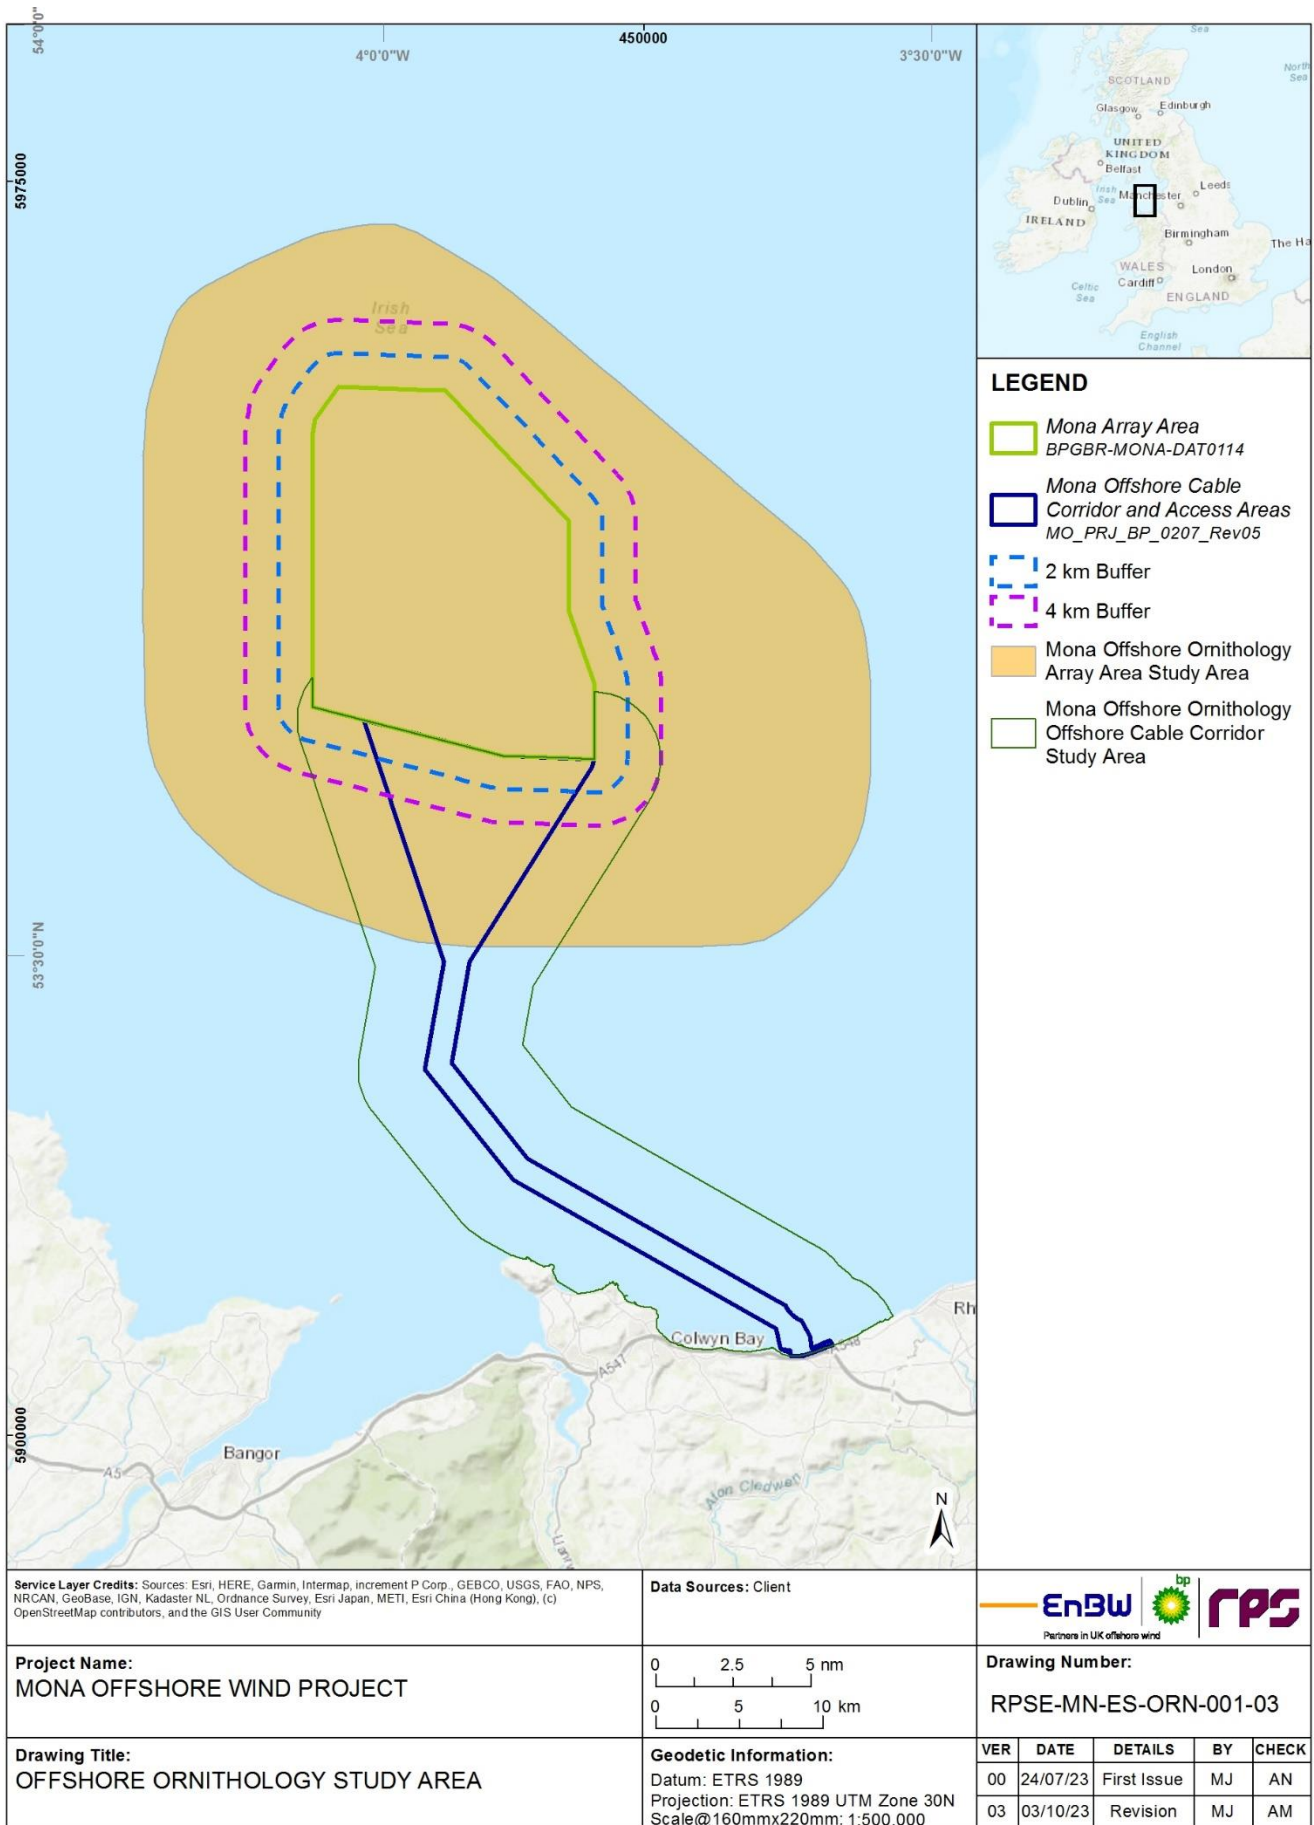 54°0'0"
450000
4°0'0"W
3°30'0"W
5975000
Irish
Sea
53°30'0"N
5900000
Colwyn Bay
Rh
A547
A548
Bangor
A5
Afon Cledwen
N
Sea
North
Sea
SCOTLAND
Glasgow
Edinburgh
UNITED
KINGDOM
Belfast
Irish
Sea
Manchester
Leeds
Dublin
IRELAND
Birmingham
The Ha
WALES
London
Cardiff
Celtic
Sea
ENGLAND
English
Channel
LEGEND
Mona Array Area
BPGBR-MONA-DAT0114
Mona Offshore Cable
Corridor and Access Areas
MO_PRJ_BP_0207_Rev05
2 km Buffer
4 km Buffer
Mona Offshore Ornithology
Array Area Study Area
Mona Offshore Ornithology
Offshore Cable Corridor
Study Area
Service Layer Credits: Sources: Esri, HERE, Garmin, Intermap, increment P Corp., GEBCO, USGS, FAO, NPS,
NRCAN, GeoBase, IGN, Kadaster NL, Ordnance Survey, Esri Japan, METI, Esri China (Hong Kong), (c)
OpenStreetMap contributors, and the GIS User Community
Data Sources: Client
EnBW
bp
rps
Partners in UK offshore wind
Project Name:
MONA OFFSHORE WIND PROJECT
0 2.5 5 nm
0 5 10 km
Drawing Number:
RPSE-MN-ES-ORN-001-03
Drawing Title:
OFFSHORE ORNITHOLOGY STUDY AREA
Geodetic Information:
Datum: ETRS 1989
Projection: ETRS 1989 UTM Zone 30N
Scale@160mmx220mm: 1:500,000
VER DATE DETAILS BY CHECK
00 24/07/23 First Issue MJ AN
03 03/10/23 Revision MJ AM